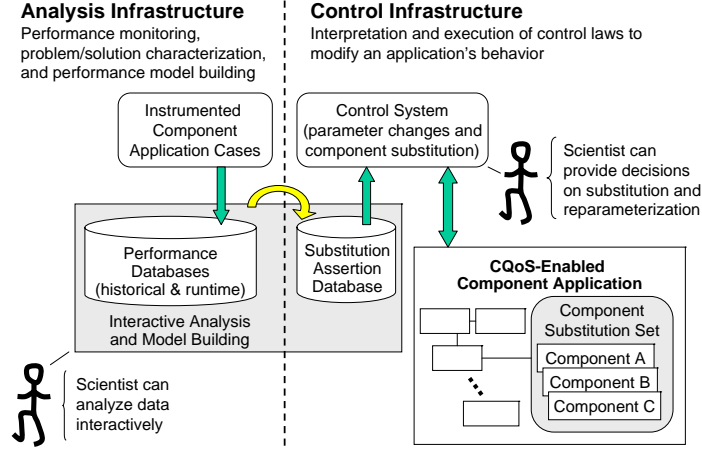 Analysis Infrastructure
Performance monitoring,
problem/solution characterization,
and performance model building
Control Infrastructure
Interpretation and execution of control laws to
modify an application's behavior
Instrumented
Component
Application Cases
Control System
(parameter changes and
component substitution)
Scientist can
provide decisions
on substitution and
reparameterization
Performance
Databases
(historical & runtime)
Substitution
Assertion
Database
Interactive Analysis
and Model Building
Scientist can
analyze data
interactively
CQoS-Enabled
Component Application
Component
Substitution Set
Component A
Component B
Component C